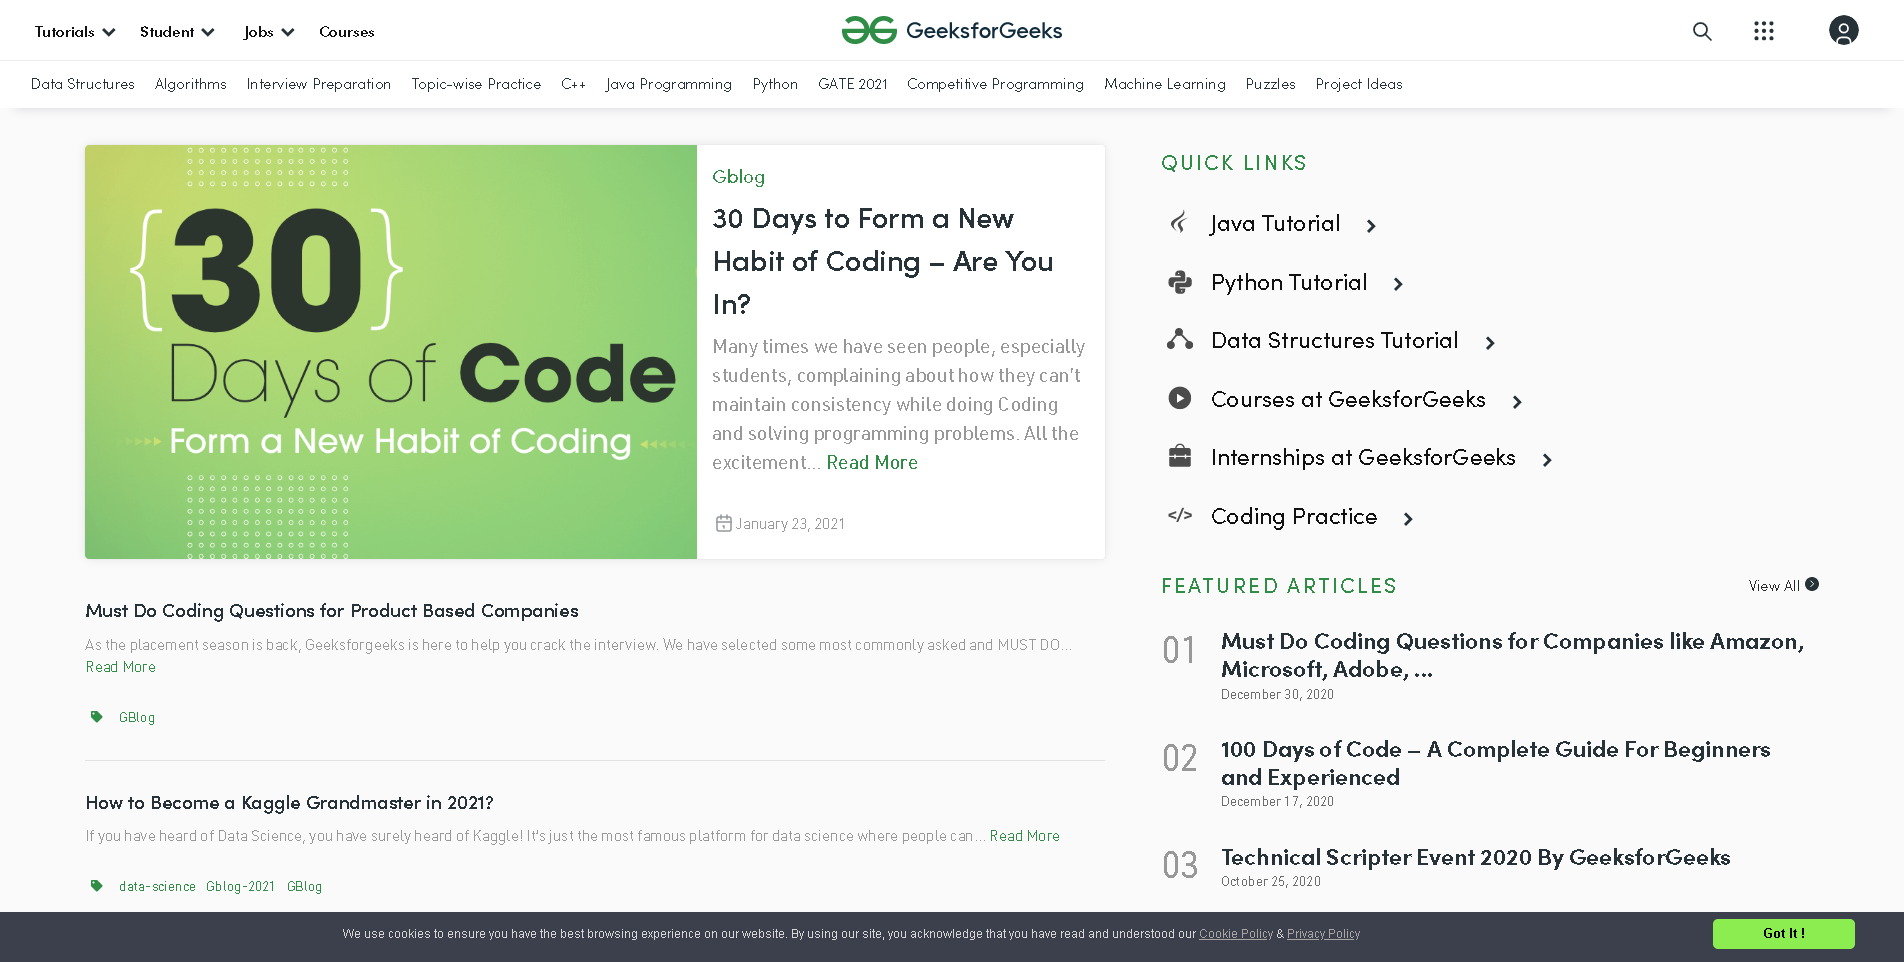 Tutorials Student Jobs Courses
GeeksforGeeks
Data Structures Algorithms Interview Preparation Topic-wise Practice C++ Java Programming Python GATE 2021 Competitive Programming Machine Learning Puzzles Project Ideas
{30}
Days of Code
Form a New Habit of Coding
Gblog
30 Days to Form a New
Habit of Coding – Are You
In?
Many times we have seen people, especially
students, complaining about how they can't
maintain consistency while doing Coding
and solving programming problems. All the
excitement... Read More
January 23, 2021
Must Do Coding Questions for Product Based Companies
As the placement season is back, Geeksforgeeks is here to help you crack the interview. We have selected some most commonly asked and MUST DO...
Read More
GBlog
How to Become a Kaggle Grandmaster in 2021?
If you have heard of Data Science, you have surely heard of Kaggle! It's just the most famous platform for data science where people can... Read More
data-science Gblog-2021 GBlog
QUICK LINKS
Java Tutorial
Python Tutorial
Data Structures Tutorial
Courses at GeeksforGeeks
Internships at GeeksforGeeks
</> Coding Practice
FEATURED ARTICLES View All
01 Must Do Coding Questions for Companies like Amazon,
Microsoft, Adobe, ...
December 30, 2020
02 100 Days of Code – A Complete Guide For Beginners
and Experienced
December 17, 2020
03 Technical Scripter Event 2020 By GeeksforGeeks
October 25, 2020
We use cookies to ensure you have the best browsing experience on our website. By using our site, you acknowledge that you have read and understood our Cookie Policy & Privacy Policy
Got It !